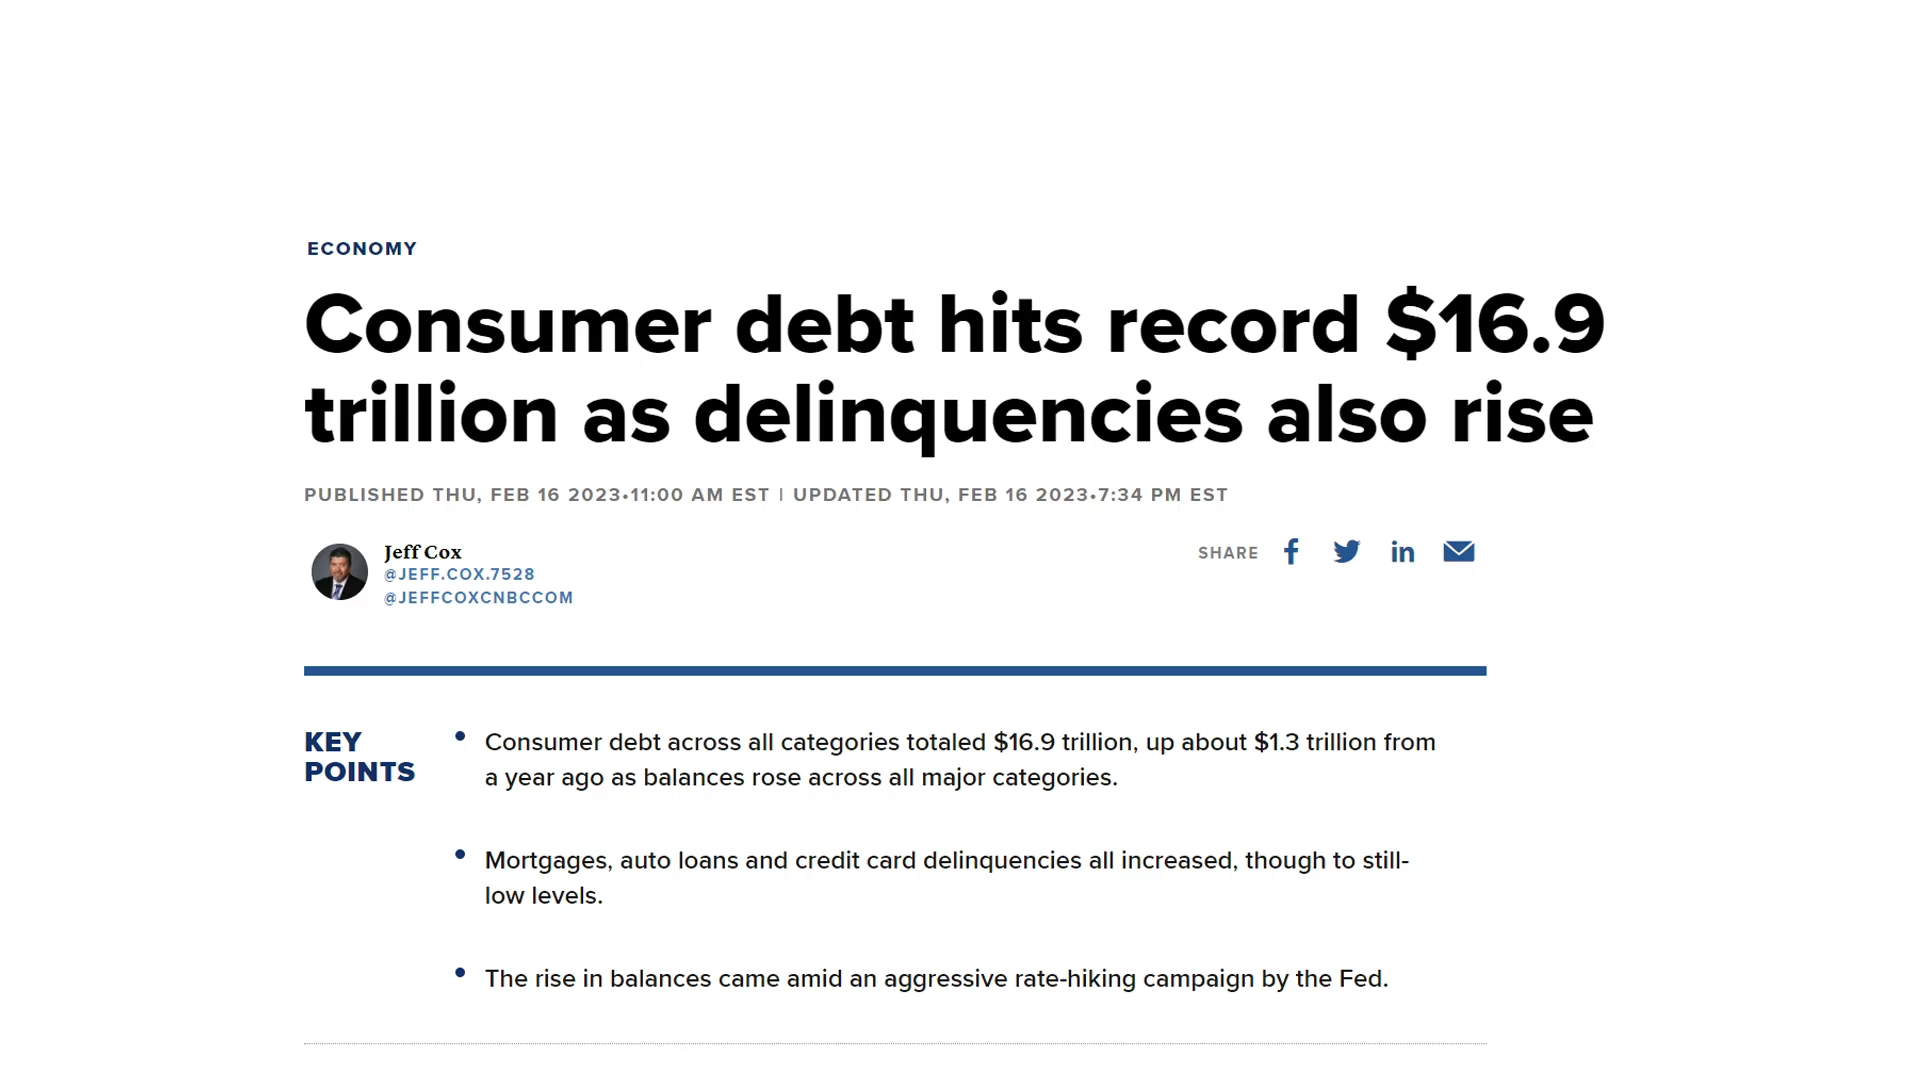 ECONOMY
Consumer debt hits record $16.9
trillion as delinquencies also rise
PUBLISHED THU, FEB 16 2023•11:00 AM EST | UPDATED THU, FEB 16 2023•7:34 PM EST
Jeff Cox
@JEFF.COX.7528
@JEFFCOXCNBCCOM
SHARE
KEY
POINTS
• Consumer debt across all categories totaled $16.9 trillion, up about $1.3 trillion from
a year ago as balances rose across all major categories.
• Mortgages, auto loans and credit card delinquencies all increased, though to still-
low levels.
• The rise in balances came amid an aggressive rate-hiking campaign by the Fed.